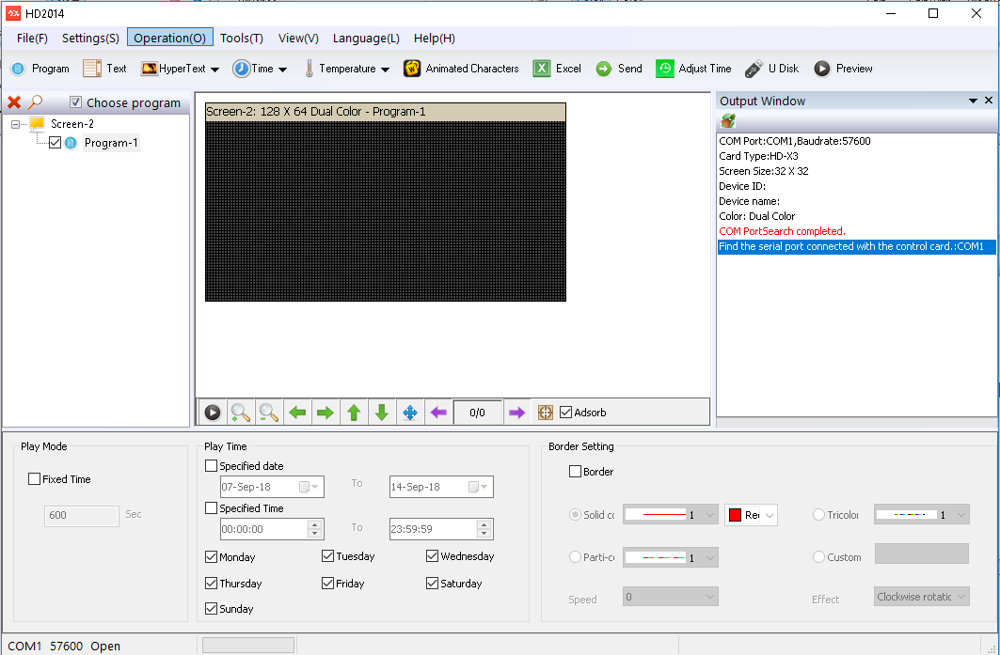 HD2014
File(F) Settings(S) Operation(O) Tools(T) View(V) Language(L) Help(H)
Program Text HyperText Time Temperature Animated Characters Excel Send Adjust Time U Disk Preview
Choose program
Screen-2
Program-1
Screen-2: 128 X 64 Dual Color - Program-1
0/0 Adsorb
Output Window
COM Port:COM1,Baudrate:57600
Card Type:HD-X3
Screen Size:32 X 32
Device ID:
Device name:
Color: Dual Color
COM PortSearch completed.
Find the serial port connected with the control card.:COM1
Play Mode
Fixed Time
600 Sec
Play Time
Specified date
07-Sep-18 To 14-Sep-18
Specified Time
00:00:00 To 23:59:59
Monday Tuesday Wednesday
Thursday Friday Saturday
Sunday
Border Setting
Border
Solid cc 1 Rec Tricolor 1
Parti-c 1 Custom
Speed 0 Effect Clockwise rotatic
COM1 57600 Open